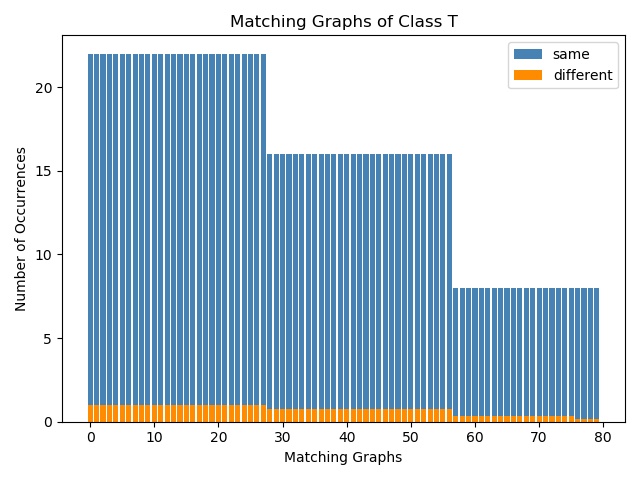 Matching Graphs of Class T
same
different
Number of Occurrences
20
15
10
5
0
0 10 20 30 40 50 60 70 80
Matching Graphs